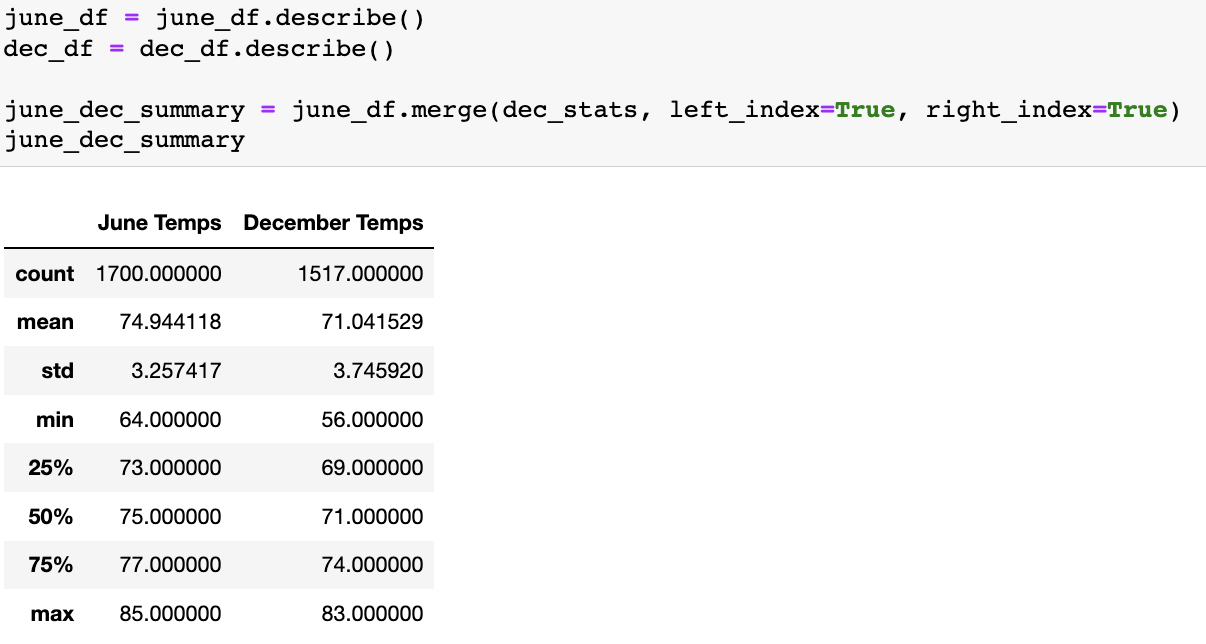 june_df = june_df.describe()
dec_df = dec_df.describe()
june_dec_summary = june_df.merge(dec_stats, left_index=True, right_index=True)
june_dec_summary
June Temps December Temps
count 1700.000000 1517.000000
mean 74.944118 71.041529
std 3.257417 3.745920
min 64.000000 56.000000
25% 73.000000 69.000000
50% 75.000000 71.000000
75% 77.000000 74.000000
max 85.000000 83.000000